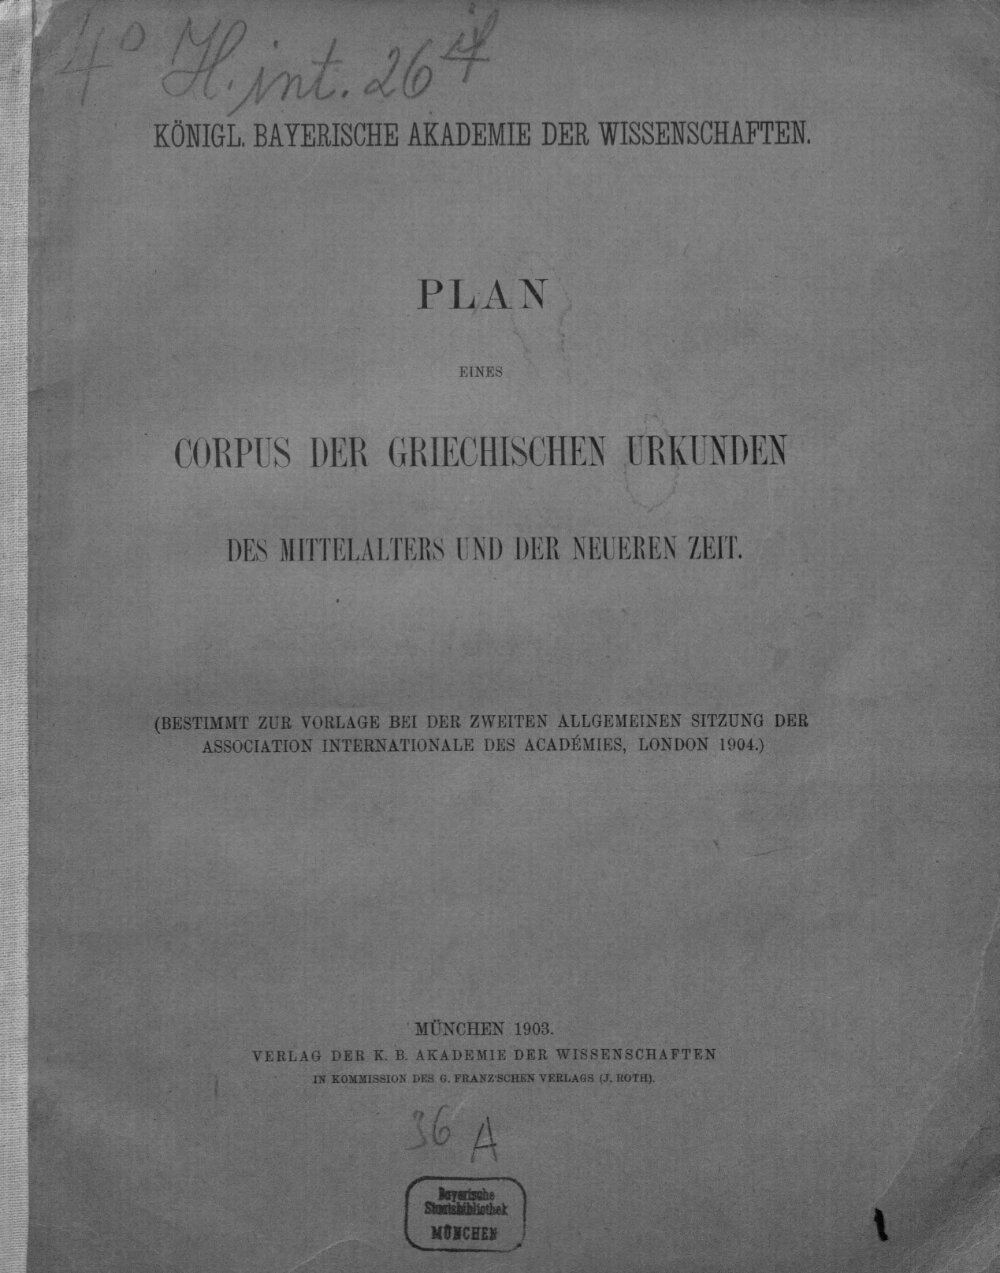 4° H. int. 26 il
KÖNIGL. BAYERISCHE AKADEMIE DER WISSENSCHAFTEN.
PLAN
EINES
CORPUS DER GRIECHISCHEN URKUNDEN
DES MITTELALTERS UND DER NEUEREN ZEIT.
(BESTIMMT ZUR VORLAGE BEI DER ZWEITEN ALLGEMEINEN SITZUNG DER
ASSOCIATION INTERNATIONALE DES ACADÉMIES, LONDON 1904.)
MÜNCHEN 1903.
VERLAG DER K. B. AKADEMIE DER WISSENSCHAFTEN
IN KOMMISSION DES G. FRANZ'SCHEN VERLAGS (J. ROTH).
36 A
Bayerische
Staatsbibliothek
MÜNCHEN